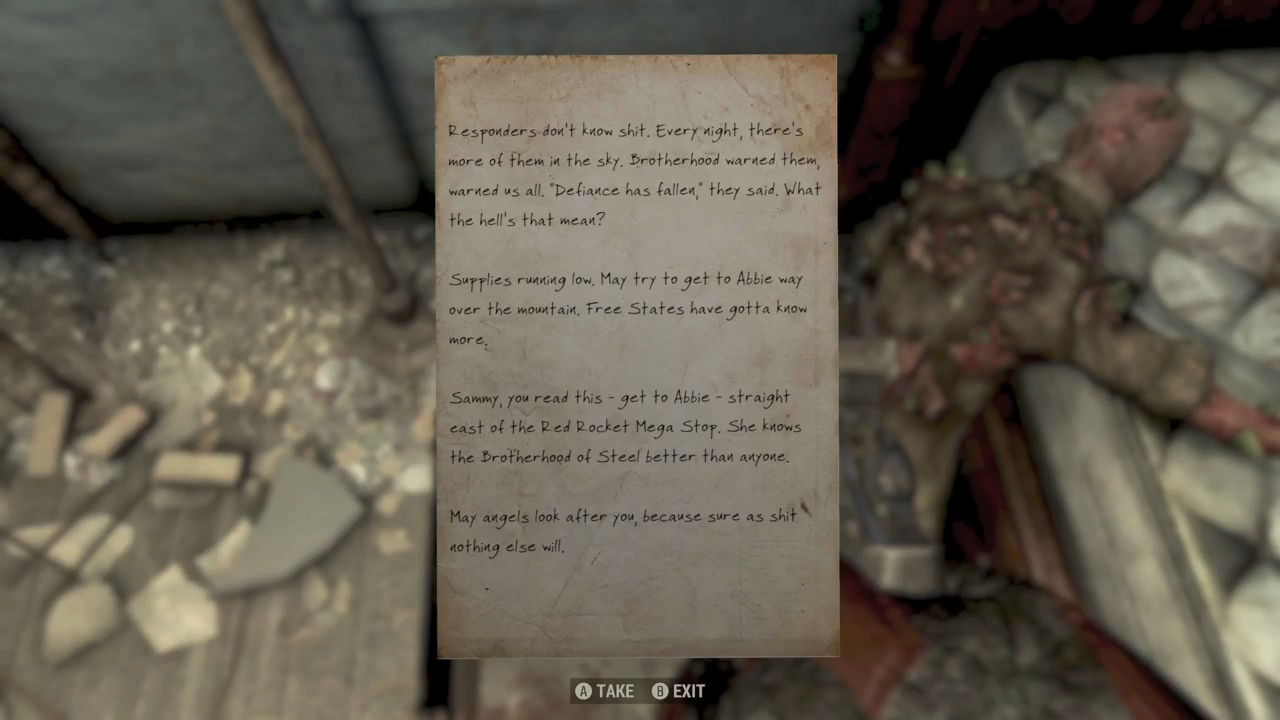 Responders don't know shit. Every night, there's
more of them in the sky. Brotherhood warned them,
warned us all. "Defiance has fallen," they said. What
the hell's that mean?
Supplies running low. May try to get to Abbie way
over the mountain. Free States have gotta know
more.
Sammy, you read this - get to Abbie - straight
east of the Red Rocket Mega Stop. She knows
the Brotherhood of Steel better than anyone.
May angels look after you, because sure as shit
nothing else will.
A TAKE B EXIT